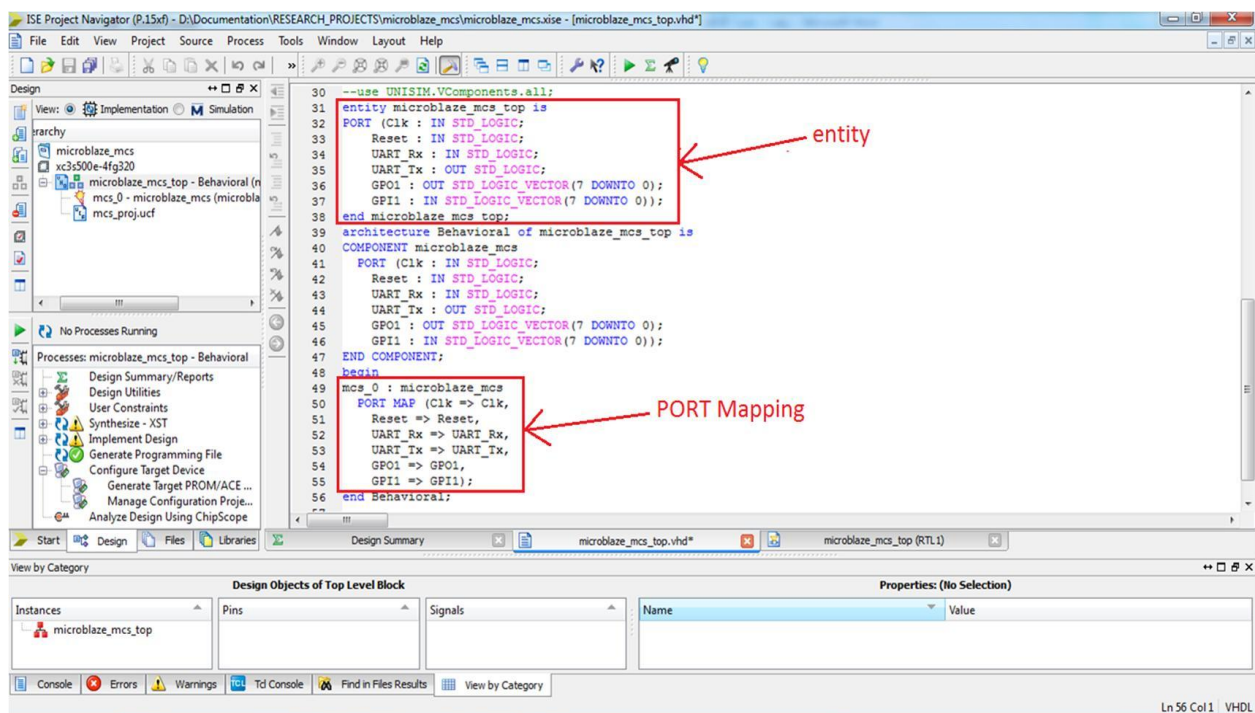 ISE Project Navigator (P.15xf) - D:\Documentation\RESEARCH_PROJECTS\microblaze_mcs\microblaze_mcs.xise - [microblaze_mcs_top.vhd*]
File Edit View Project Source Process Tools Window Layout Help
Design
View: Implementation Simulation
erarchy
microblaze_mcs
xc3s500e-4fg320
microblaze_mcs_top - Behavioral (n
mcs_0 - microblaze_mcs (microbla
mcs_proj.ucf
No Processes Running
Processes: microblaze_mcs_top - Behavioral
Design Summary/Reports
Design Utilities
User Constraints
Synthesize - XST
Implement Design
Generate Programming File
Configure Target Device
Generate Target PROM/ACE ...
Manage Configuration Proje...
Analyze Design Using ChipScope
Start Design Files Libraries
30 --use UNISIM.VComponents.all;
31 entity microblaze_mcs_top is
32 PORT (Clk : IN STD_LOGIC;
33 Reset : IN STD_LOGIC;
34 UART_Rx : IN STD_LOGIC;
35 UART_Tx : OUT STD_LOGIC;
36 GPO1 : OUT STD_LOGIC_VECTOR(7 DOWNTO 0);
37 GPI1 : IN STD_LOGIC_VECTOR(7 DOWNTO 0));
38 end microblaze_mcs_top;
39 architecture Behavioral of microblaze_mcs_top is
40 COMPONENT microblaze_mcs
41 PORT (Clk : IN STD_LOGIC;
42 Reset : IN STD_LOGIC;
43 UART_Rx : IN STD_LOGIC;
44 UART_Tx : OUT STD_LOGIC;
45 GPO1 : OUT STD_LOGIC_VECTOR(7 DOWNTO 0);
46 GPI1 : IN STD_LOGIC_VECTOR(7 DOWNTO 0));
47 END COMPONENT;
48 begin
49 mcs_0 : microblaze_mcs
50 PORT MAP (Clk => Clk,
51 Reset => Reset,
52 UART_Rx => UART_Rx,
53 UART_Tx => UART_Tx,
54 GPO1 => GPO1,
55 GPI1 => GPI1);
56 end Behavioral;
entity
PORT Mapping
Design Summary microblaze_mcs_top.vhd* microblaze_mcs_top (RTL1)
View by Category
Design Objects of Top Level Block
Properties: (No Selection)
Instances Pins Signals Name Value
microblaze_mcs_top
Console Errors Warnings Tcl Console Find in Files Results View by Category
Ln 56 Col 1 VHDL